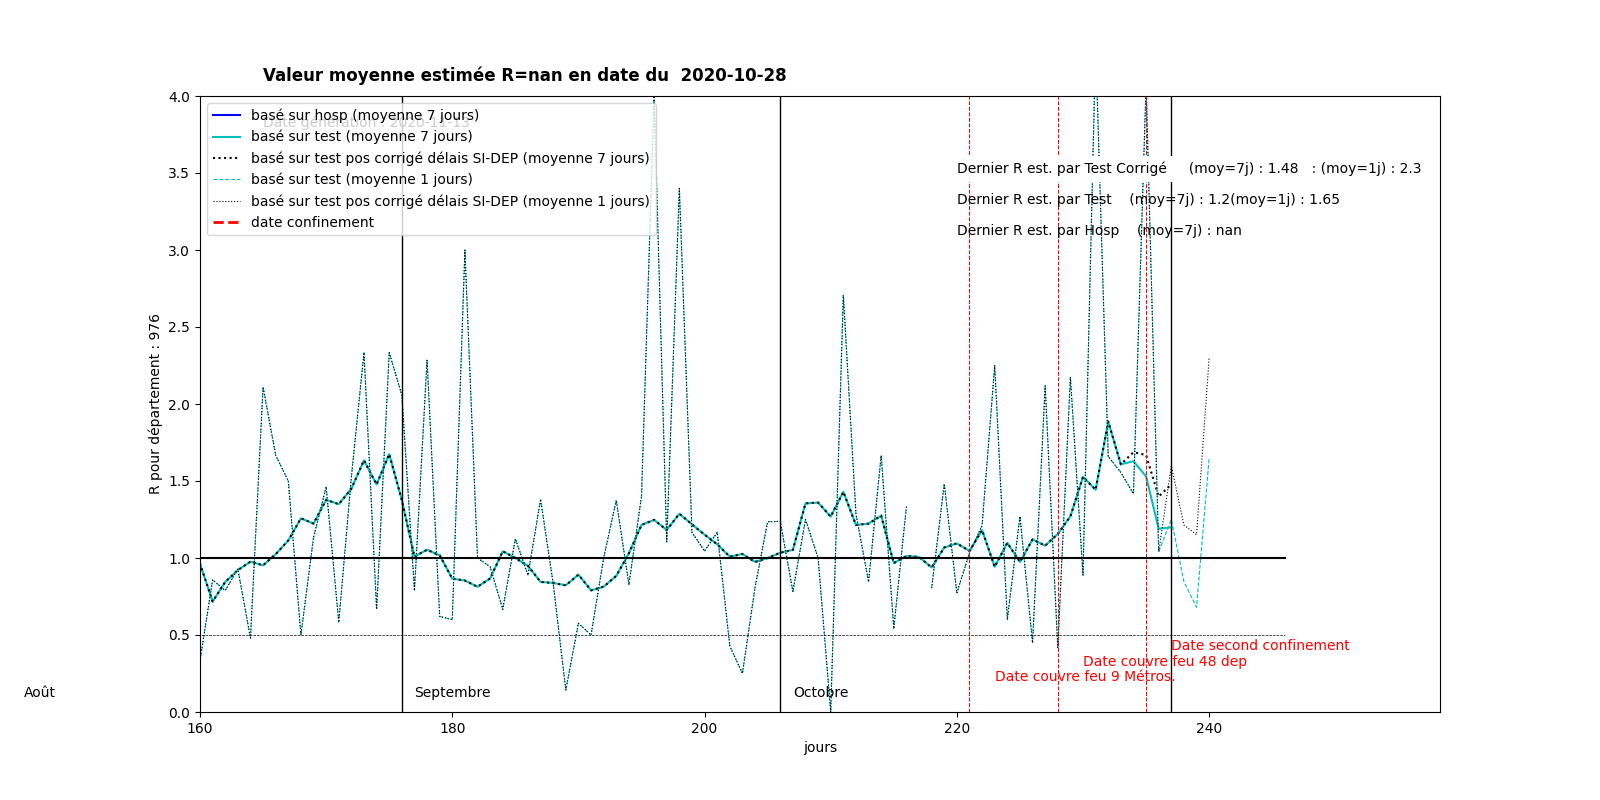 Valeur moyenne estimée R=nan en date du  2020-10-28
Date génération : 2020-11-13
basé sur hosp (moyenne 7 jours)
basé sur test (moyenne 7 jours)
basé sur test pos corrigé délais SI-DEP (moyenne 7 jours)
basé sur test (moyenne 1 jours)
basé sur test pos corrigé délais SI-DEP (moyenne 1 jours)
date confinement
Dernier R est. par Test Corrigé     (moy=7j) : 1.48   : (moy=1j) : 2.3
Dernier R est. par Test    (moy=7j) : 1.2(moy=1j) : 1.65
Dernier R est. par Hosp    (moy=7j) : nan
R pour département : 976
4.0
3.5
3.0
2.5
2.0
1.5
1.0
0.5
0.0
Date second confinement
Date couvre feu 48 dep
Date couvre feu 9 Métros.
Août
Septembre
Octobre
160
180
200
220
240
jours